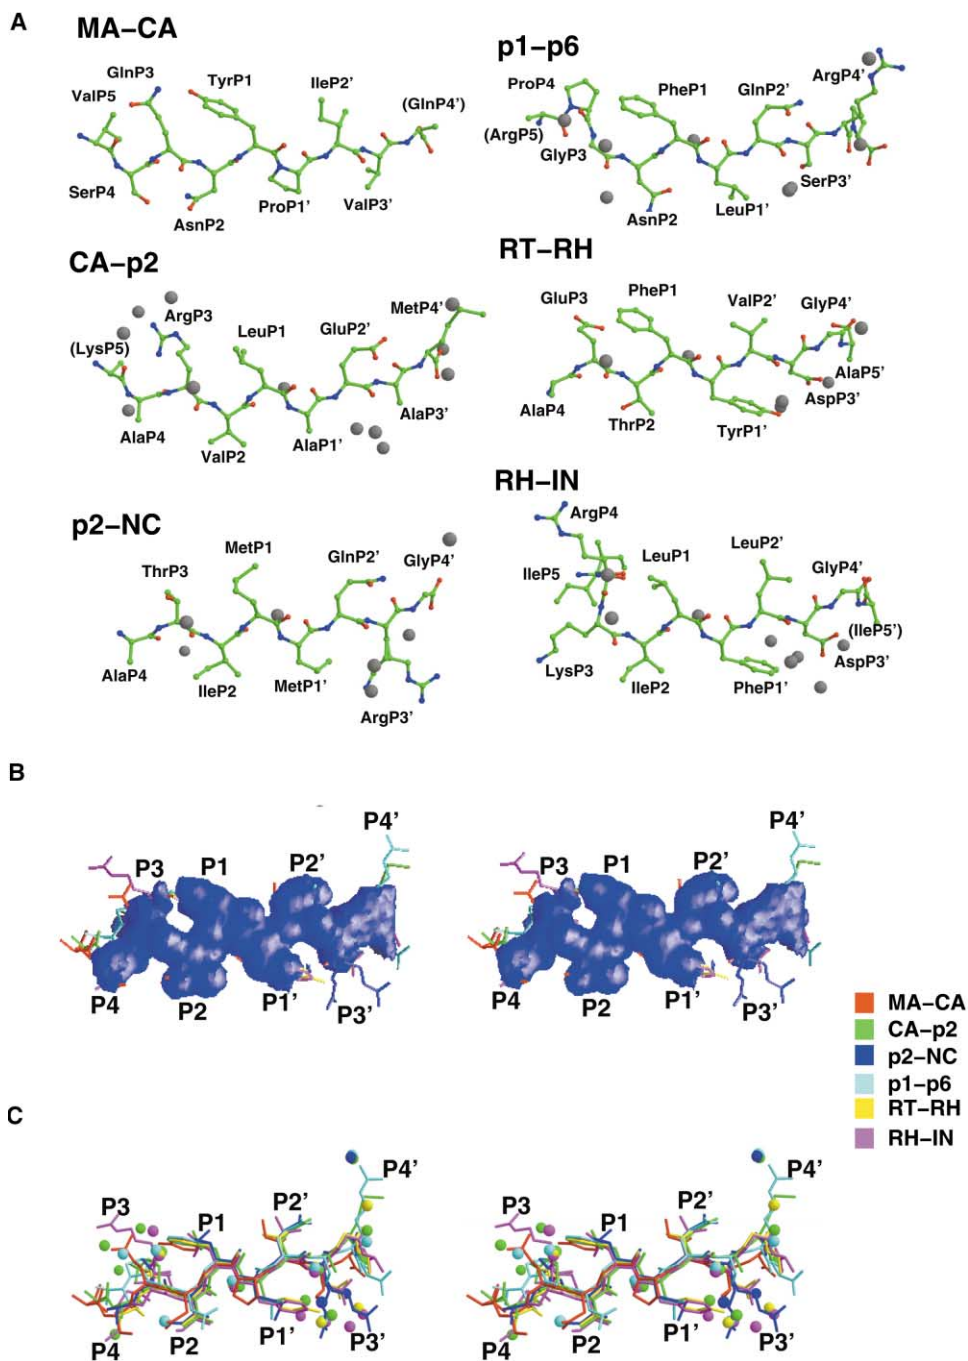 A
MA–CA
GlnP3
TyrP1
IleP2'
ValP5
(GlnP4')
SerP4
AsnP2
ProP1'
ValP3'
p1–p6
ArgP4'
ProP4
PheP1
GlnP2'
(ArgP5)
GlyP3
SerP3'
AsnP2
LeuP1'
CA–p2
ArgP3
MetP4'
LeuP1
GluP2'
(LysP5)
AlaP4
AlaP3'
ValP2
AlaP1'
RT–RH
GluP3
PheP1
ValP2'
GlyP4'
AlaP5'
AlaP4
AspP3'
ThrP2
TyrP1'
p2–NC
MetP1
GlnP2'
GlyP4'
ThrP3
AlaP4
IleP2
MetP1'
ArgP3'
RH–IN
ArgP4
LeuP1
LeuP2'
IleP5
GlyP4'
(IleP5')
LysP3
AspP3'
IleP2
PheP1'
B
P4' P4'
P3 P1 P2' P3 P1 P2'
P4 P2 P1' P3' P4 P2 P1' P3'
MA–CA
CA–p2
p2–NC
p1–p6
RT–RH
RH–IN
C
P4' P4'
P3 P1 P2' P3 P1 P2'
P4 P2 P1' P3' P4 P2 P1' P3'